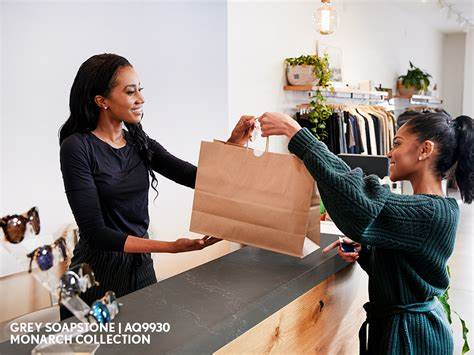 GREY SOAPSTONE | AQ9930
MONARCH COLLECTION